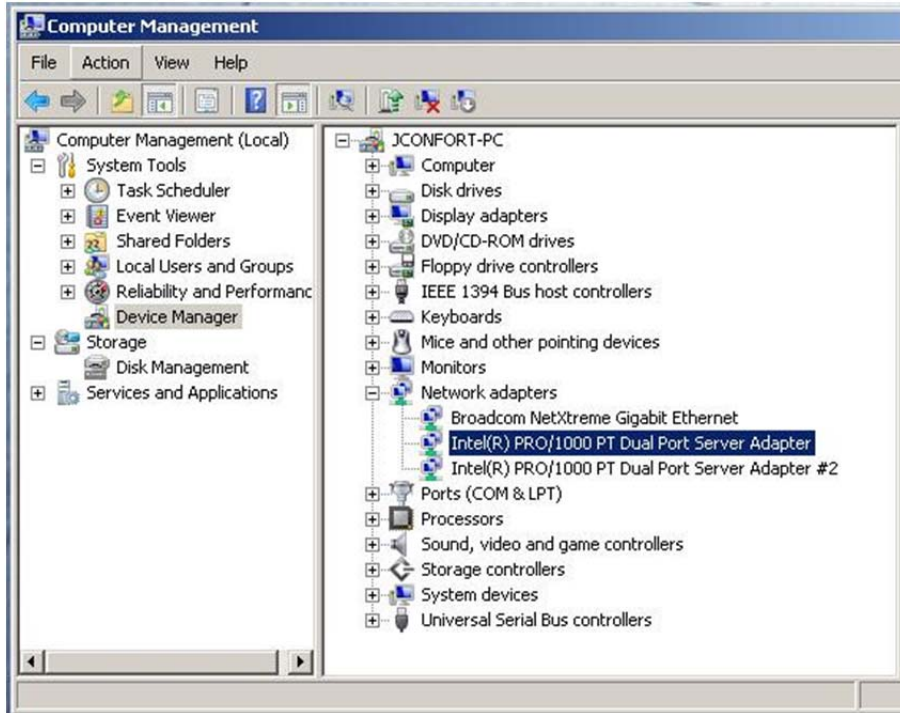 Computer Management
File Action View Help
Computer Management (Local)
System Tools
Task Scheduler
Event Viewer
Shared Folders
Local Users and Groups
Reliability and Performanc
Device Manager
Storage
Disk Management
Services and Applications
JCONFORT-PC
Computer
Disk drives
Display adapters
DVD/CD-ROM drives
Floppy drive controllers
IEEE 1394 Bus host controllers
Keyboards
Mice and other pointing devices
Monitors
Network adapters
Broadcom NetXtreme Gigabit Ethernet
Intel(R) PRO/1000 PT Dual Port Server Adapter
Intel(R) PRO/1000 PT Dual Port Server Adapter #2
Ports (COM & LPT)
Processors
Sound, video and game controllers
Storage controllers
System devices
Universal Serial Bus controllers